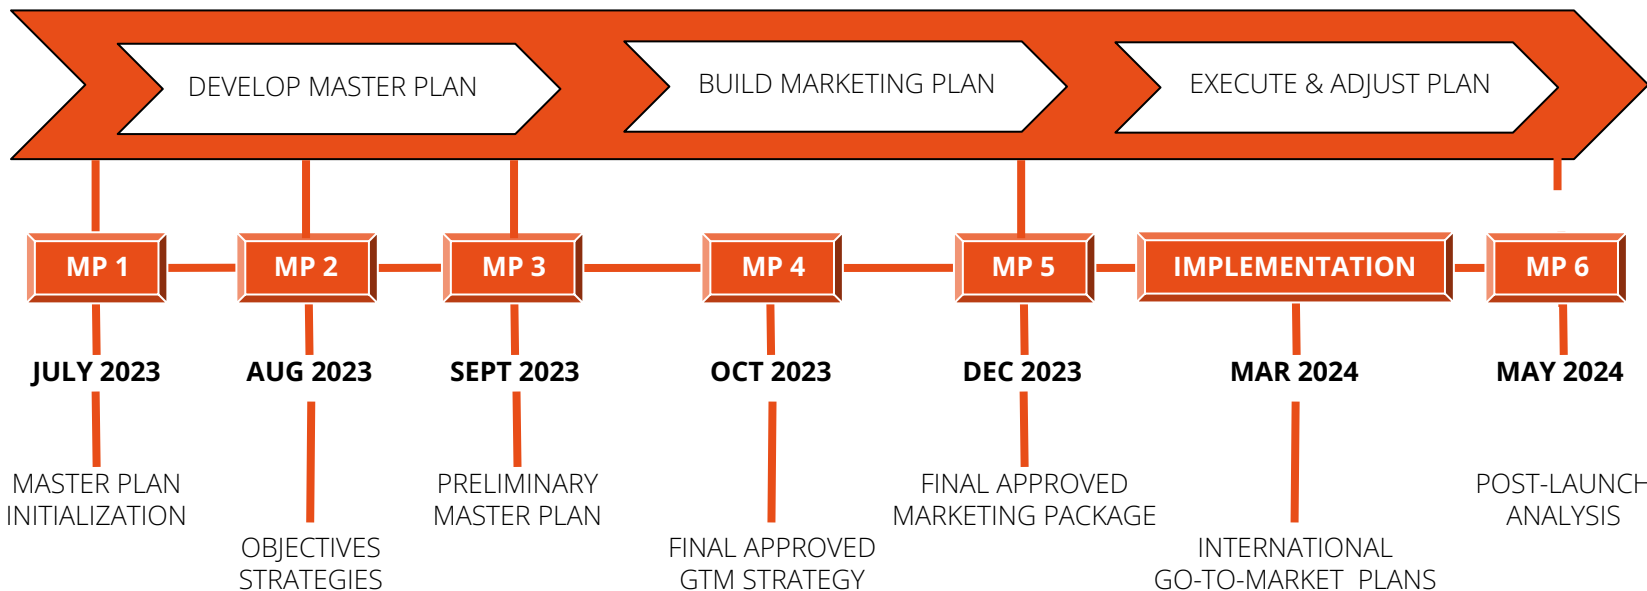 DEVELOP MASTER PLAN
BUILD MARKETING PLAN
EXECUTE & ADJUST PLAN
MP 1
MP 2
MP 3
MP 4
MP 5
IMPLEMENTATION
MP 6
JULY 2023
AUG 2023
SEPT 2023
OCT 2023
DEC 2023
MAR 2024
MAY 2024
MASTER PLAN
INITIALIZATION
OBJECTIVES
STRATEGIES
PRELIMINARY
MASTER PLAN
FINAL APPROVED
GTM STRATEGY
FINAL APPROVED
MARKETING PACKAGE
INTERNATIONAL
GO-TO-MARKET PLANS
POST-LAUNCH
ANALYSIS